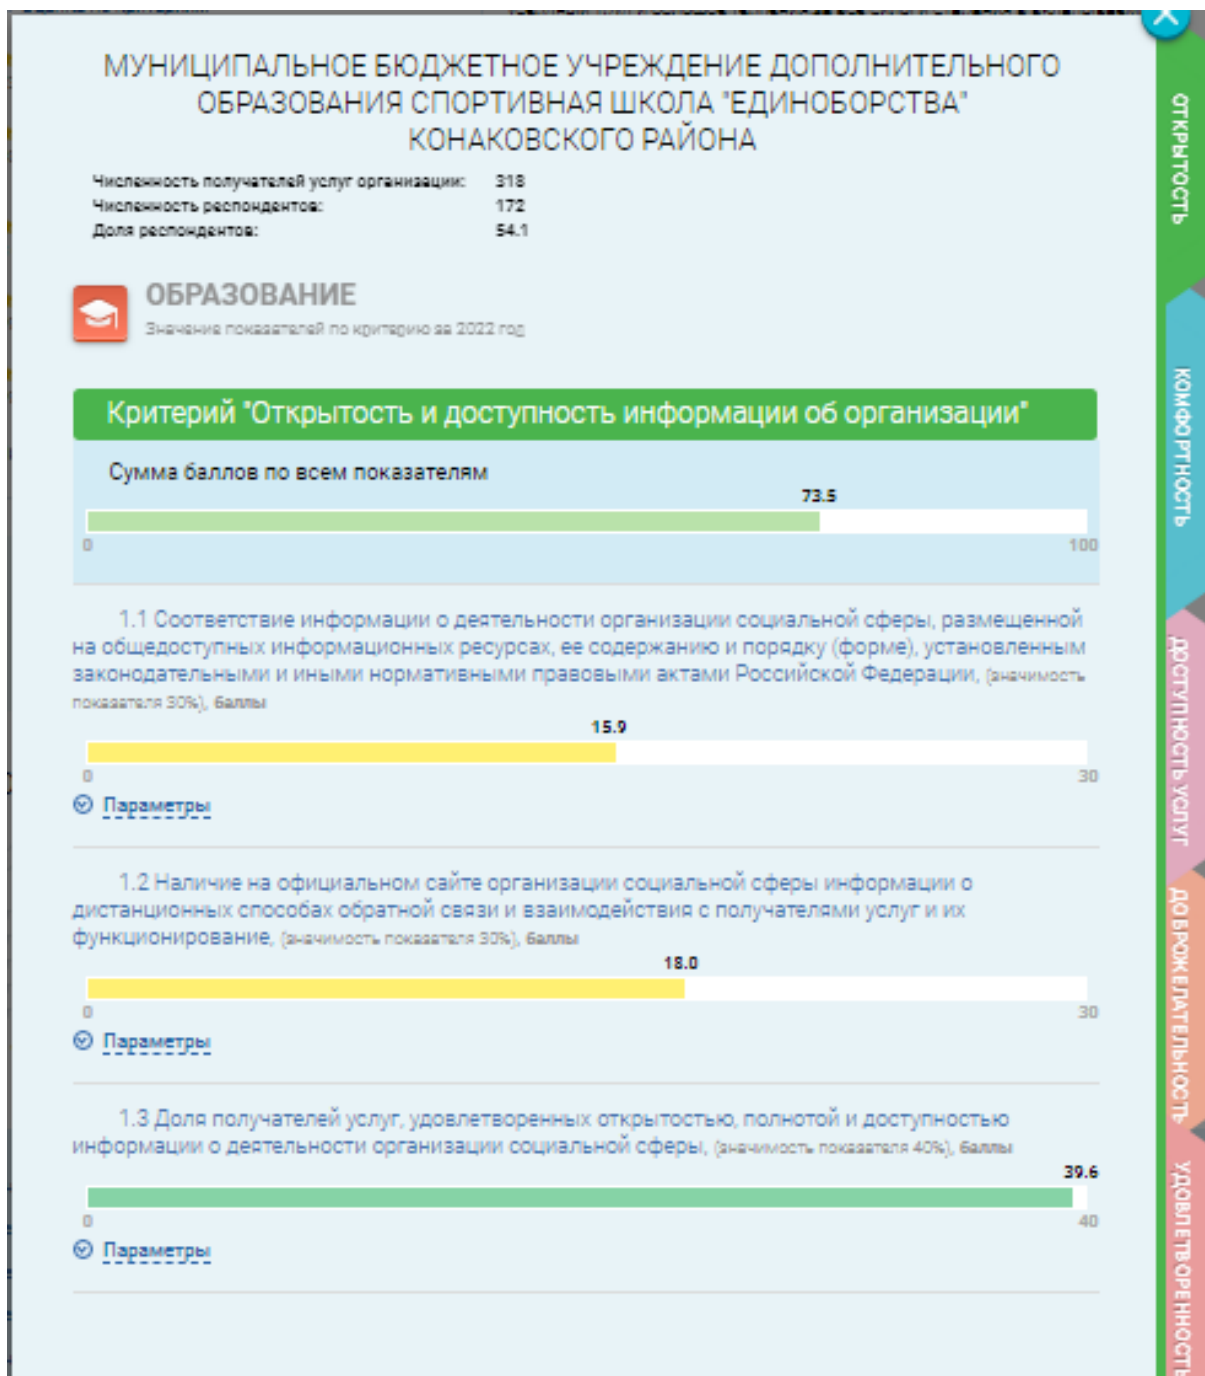 МУНИЦИПАЛЬНОЕ БЮДЖЕТНОЕ УЧРЕЖДЕНИЕ ДОПОЛНИТЕЛЬНОГО
ОБРАЗОВАНИЯ СПОРТИВНАЯ ШКОЛА "ЕДИНОБОРСТВА"
КОНАКОВСКОГО РАЙОНА
Численность получателей услуг организации: 318
Численность респондентов: 172
Доля респондентов: 54.1
ОБРАЗОВАНИЕ
Значение показателей по критерию за 2022 год
Критерий "Открытость и доступность информации об организации"
Сумма баллов по всем показателям
73.5
0 100
1.1 Соответствие информации о деятельности организации социальной сферы, размещенной
на общедоступных информационных ресурсах, ее содержанию и порядку (форме), установленным
законодательными и иными нормативными правовыми актами Российской Федерации, (значимость
показателя 30%), баллы
15.9
0 30
Параметры
1.2 Наличие на официальном сайте организации социальной сферы информации о
дистанционных способах обратной связи и взаимодействия с получателями услуг и их
функционирование, (значимость показателя 30%), баллы
18.0
0 30
Параметры
1.3 Доля получателей услуг, удовлетворенных открытостью, полнотой и доступностью
информации о деятельности организации социальной сферы, (значимость показателя 40%), баллы
39.6
0 40
Параметры
ОТКРЫТОСТЬ
КОМФОРТНОСТЬ
ДОСТУПНОСТЬ УСЛУГ
ДОБРОЖЕЛАТЕЛЬНОСТЬ
УДОВЛЕТВОРЕННОСТЬ